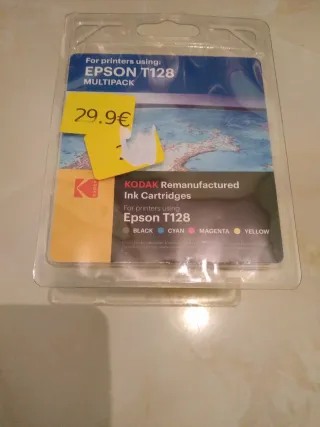 For printers using:
EPSON T128
MULTIPACK
29.9€
KODAK
KODAK Remanufactured
Ink Cartridges
For printers using
Epson T128
BLACK CYAN MAGENTA YELLOW